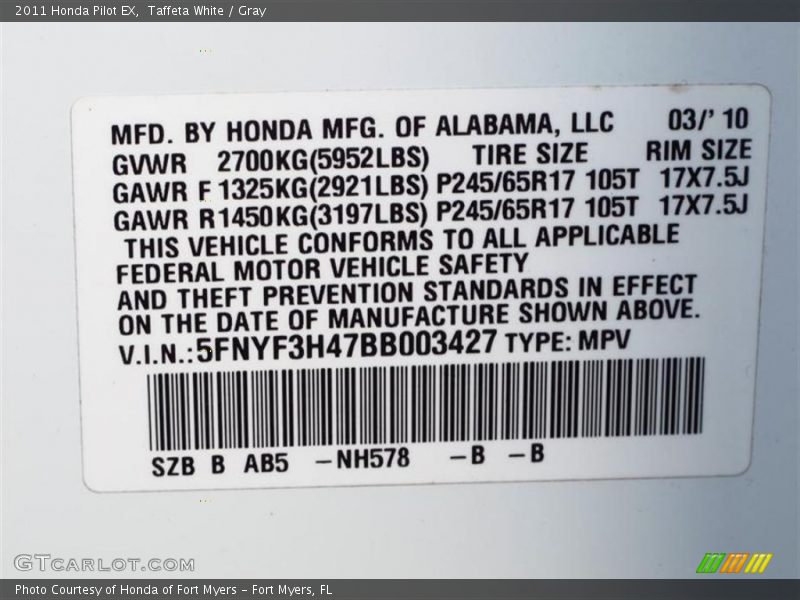 2011 Honda Pilot EX,  Taffeta White / Gray
MFD. BY HONDA MFG. OF ALABAMA, LLC 03/' 10
GVWR 2700KG(5952LBS) TIRE SIZE RIM SIZE
GAWR F 1325KG(2921LBS) P245/65R17 105T 17X7.5J
GAWR R1450KG(3197LBS) P245/65R17 105T 17X7.5J
THIS VEHICLE CONFORMS TO ALL APPLICABLE
FEDERAL MOTOR VEHICLE SAFETY
AND THEFT PREVENTION STANDARDS IN EFFECT
ON THE DATE OF MANUFACTURE SHOWN ABOVE.
V.I.N.:5FNYF3H47BB003427 TYPE: MPV
SZB B AB5 –NH578 –B –B
GTCARLOT.COM
Photo Courtesy of Honda of Fort Myers – Fort Myers, FL